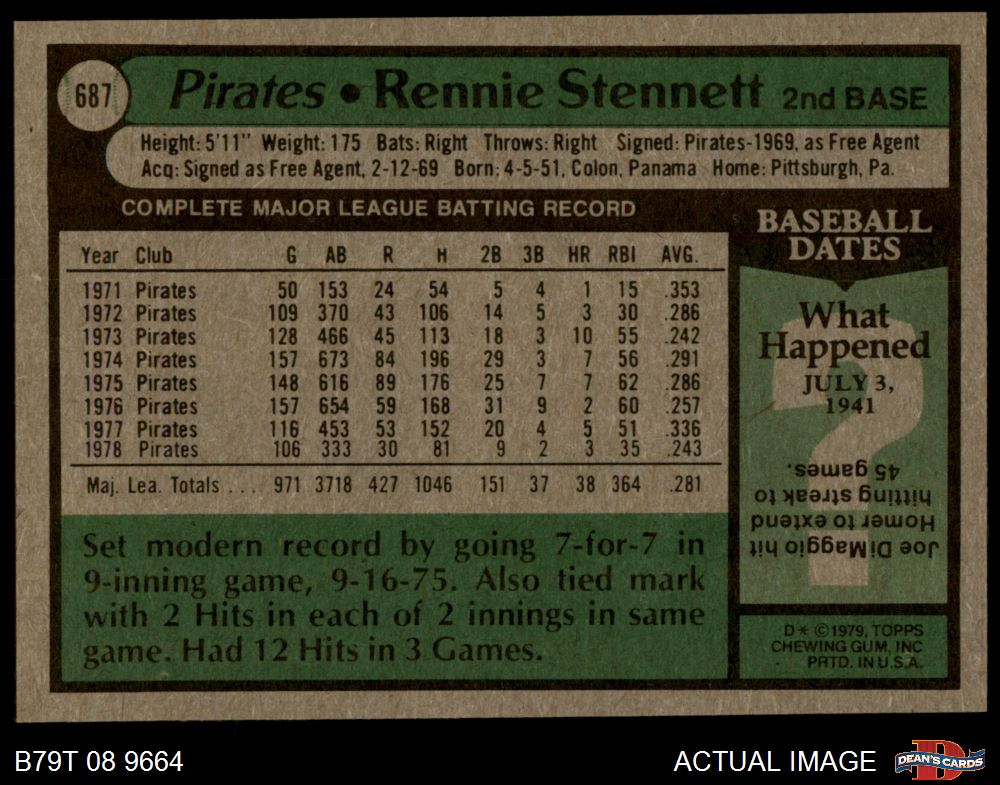 687
Pirates • Rennie Stennett 2nd BASE
Height: 5'11" Weight: 175 Bats: Right Throws: Right Signed: Pirates-1969, as Free Agent
Acq: Signed as Free Agent, 2-12-69 Born: 4-5-51, Colon, Panama Home: Pittsburgh, Pa.
COMPLETE MAJOR LEAGUE BATTING RECORD
Year Club G AB R H 2B 3B HR RBI AVG.
1971 Pirates 50 153 24 54 5 4 1 15 .353
1972 Pirates 109 370 43 106 14 5 3 30 .286
1973 Pirates 128 466 45 113 18 3 10 55 .242
1974 Pirates 157 673 84 196 29 3 7 56 .291
1975 Pirates 148 616 89 176 25 7 7 62 .286
1976 Pirates 157 654 59 168 31 9 2 60 .257
1977 Pirates 116 453 53 152 20 4 5 51 .336
1978 Pirates 106 333 30 81 9 2 3 35 .243
Maj. Lea. Totals . . . 971 3718 427 1046 151 37 38 364 .281
Set modern record by going 7-for-7 in
9-inning game, 9-16-75. Also tied mark
with 2 Hits in each of 2 innings in same
game. Had 12 Hits in 3 Games.
BASEBALL
DATES
What
Happened
JULY 3,
1941
?
Joe DiMaggio hit
Homer to extend
hitting streak to
45 games.
D* ©1979, TOPPS
CHEWING GUM, INC
PRTD. IN U.S.A.
B79T 08 9664
ACTUAL IMAGE
D
DEAN'S CARDS